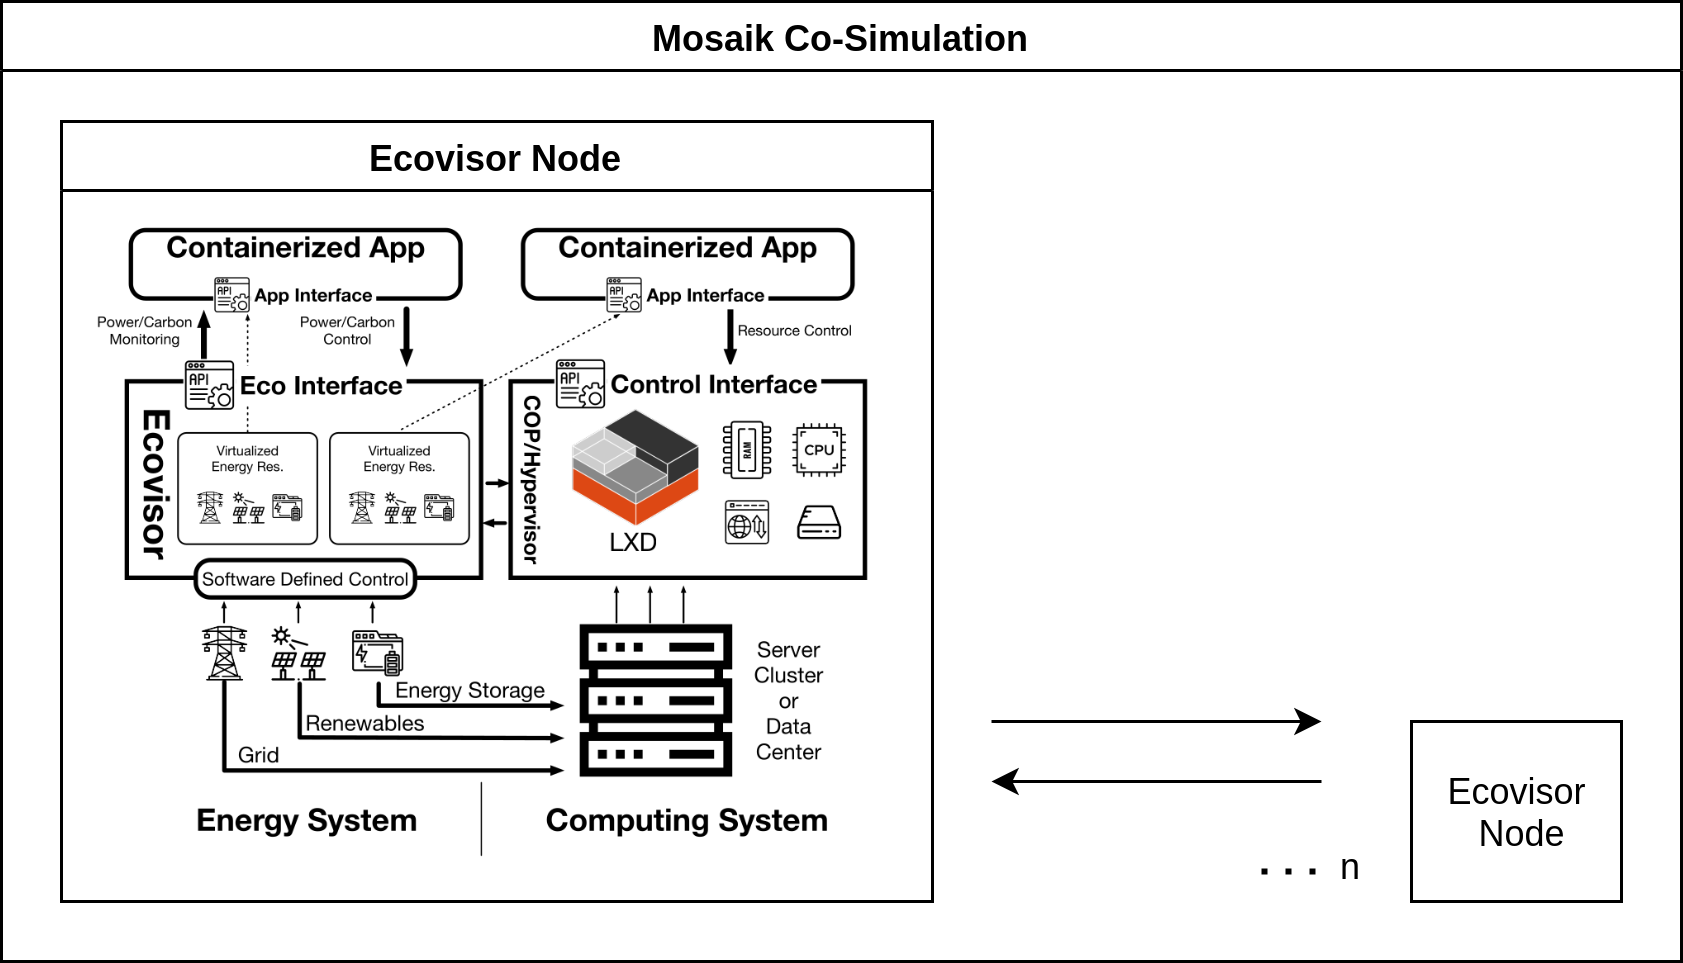 Mosaik Co-Simulation
Ecovisor Node
Containerized App
API
App Interface
Containerized App
API
App Interface
Power/Carbon
Monitoring
Power/Carbon
Control
Resource Control
API
Eco Interface
API
Control Interface
Ecovisor
Virtualized
Energy Res.
Virtualized
Energy Res.
COP/Hypervisor
LXD
RAM
CPU
Software Defined Control
Energy Storage
Renewables
Grid
Server
Cluster
or
Data
Center
Energy System
Computing System
Ecovisor
Node
. . . n